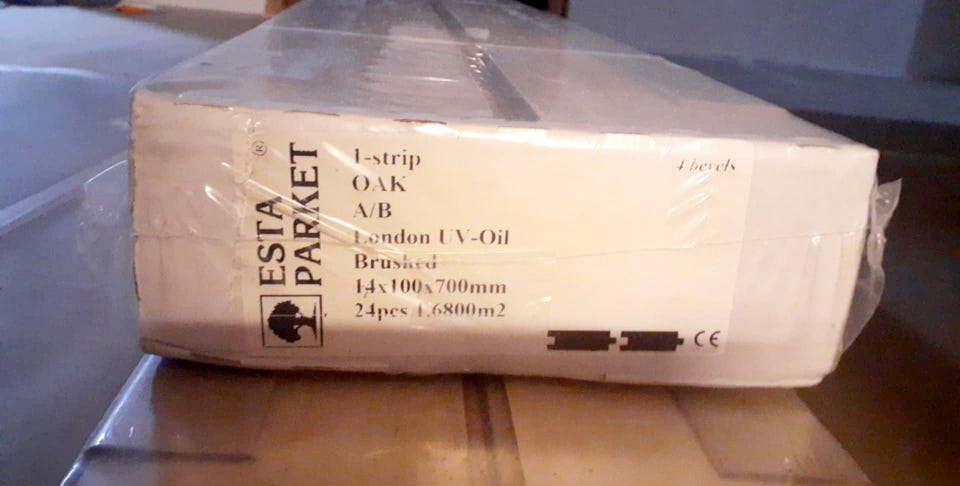 ESTA
PARKET
®
1-strip
OAK
A/B
London UV-Oil
Brushed
14x100x700mm
24pcs 1.6800m2
4 bevels
CE